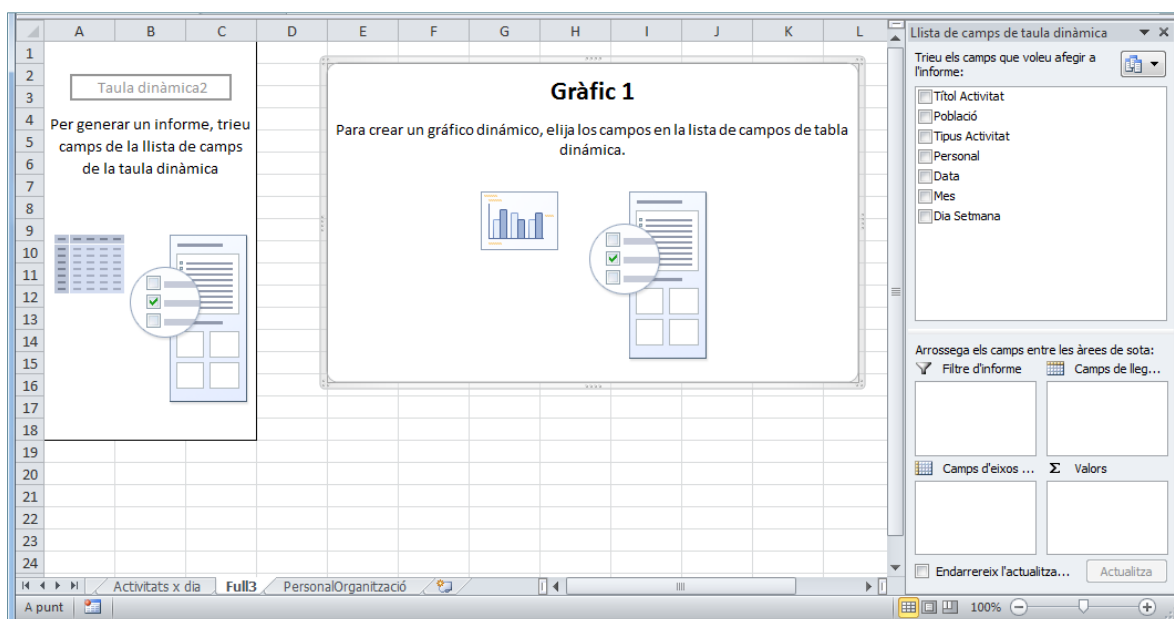 A B C D E F G H I J K L
1
2
3
4
5
6
7
8
9
10
11
12
13
14
15
16
17
18
19
20
21
22
23
24
Taula dinàmica2
Per generar un informe, trieu
camps de la llista de camps
de la taula dinàmica
Gràfic 1
Para crear un gráfico dinámico, elija los campos en la lista de campos de tabla
dinámica.
Activitats x dia Full3 PersonalOrganització
A punt
100%
Llista de camps de taula dinàmica
Trieu els camps que voleu afegir a
l'informe:
Títol Activitat
Població
Tipus Activitat
Personal
Data
Mes
Dia Setmana
Arrossega els camps entre les àrees de sota:
Filtre d'informe Camps de lleg...
Camps d'eixos ... Σ Valors
Endarrereix l'actualitza... Actualitza